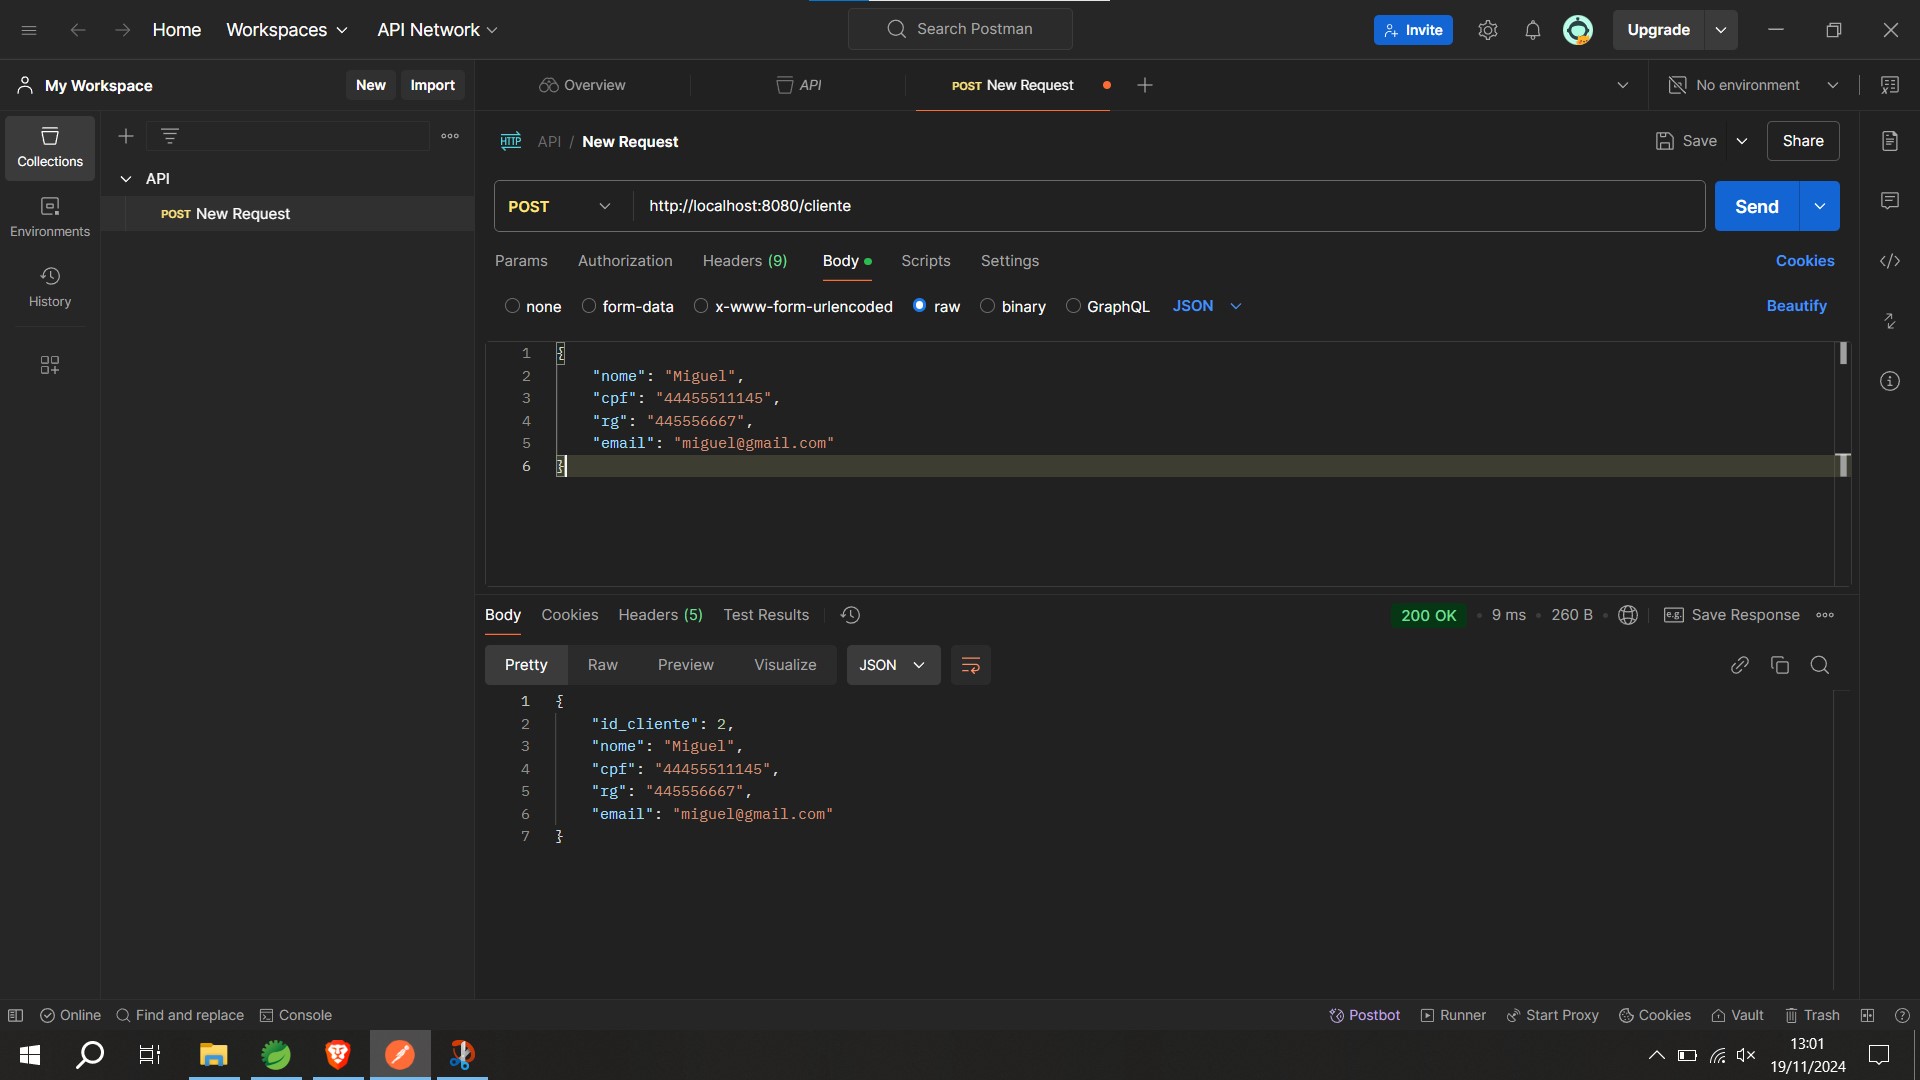 Home Workspaces API Network Search Postman Invite Upgrade
My Workspace New Import Overview API POST New Request No environment
Collections
Environments
History
API
POST New Request
HTTP API / New Request Save Share
POST http://localhost:8080/cliente Send
Params Authorization Headers (9) Body Scripts Settings Cookies
none form-data x-www-form-urlencoded raw binary GraphQL JSON Beautify
1 {
2 "nome": "Miguel",
3 "cpf": "44455511145",
4 "rg": "445556667",
5 "email": "miguel@gmail.com"
6 }
Body Cookies Headers (5) Test Results 200 OK 9 ms 260 B e.g. Save Response
Pretty Raw Preview Visualize JSON
1 {
2 "id_cliente": 2,
3 "nome": "Miguel",
4 "cpf": "44455511145",
5 "rg": "445556667",
6 "email": "miguel@gmail.com"
7 }
Online Find and replace Console Postbot Runner Start Proxy Cookies Vault Trash
13:01
19/11/2024